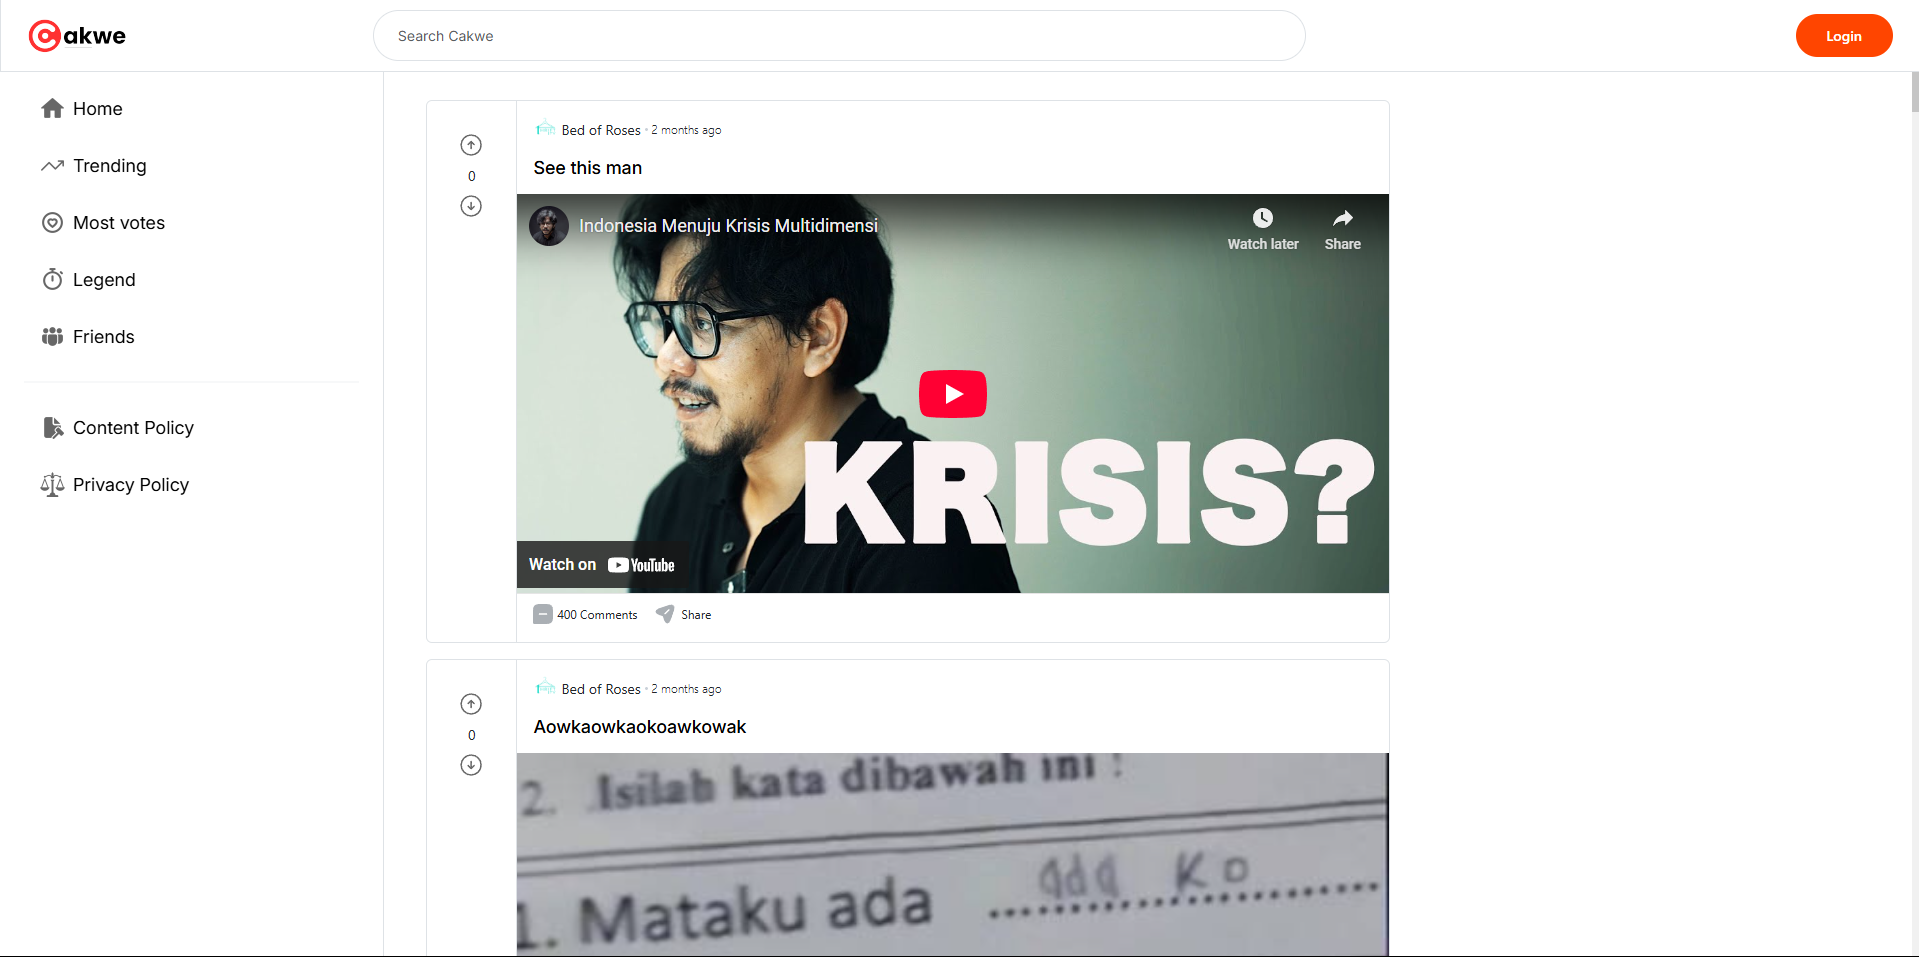 Cakwe
Search Cakwe
Login
Home
Trending
Most votes
Legend
Friends
Content Policy
Privacy Policy
Bed of Roses • 2 months ago
See this man
0
Indonesia Menuju Krisis Multidimensi
Watch later
Share
KRISIS?
Watch on YouTube
400 Comments
Share
Bed of Roses • 2 months ago
Aowkaowkaokoawkowak
0
2. Isilah kata dibawah ini :
1. Mataku ada